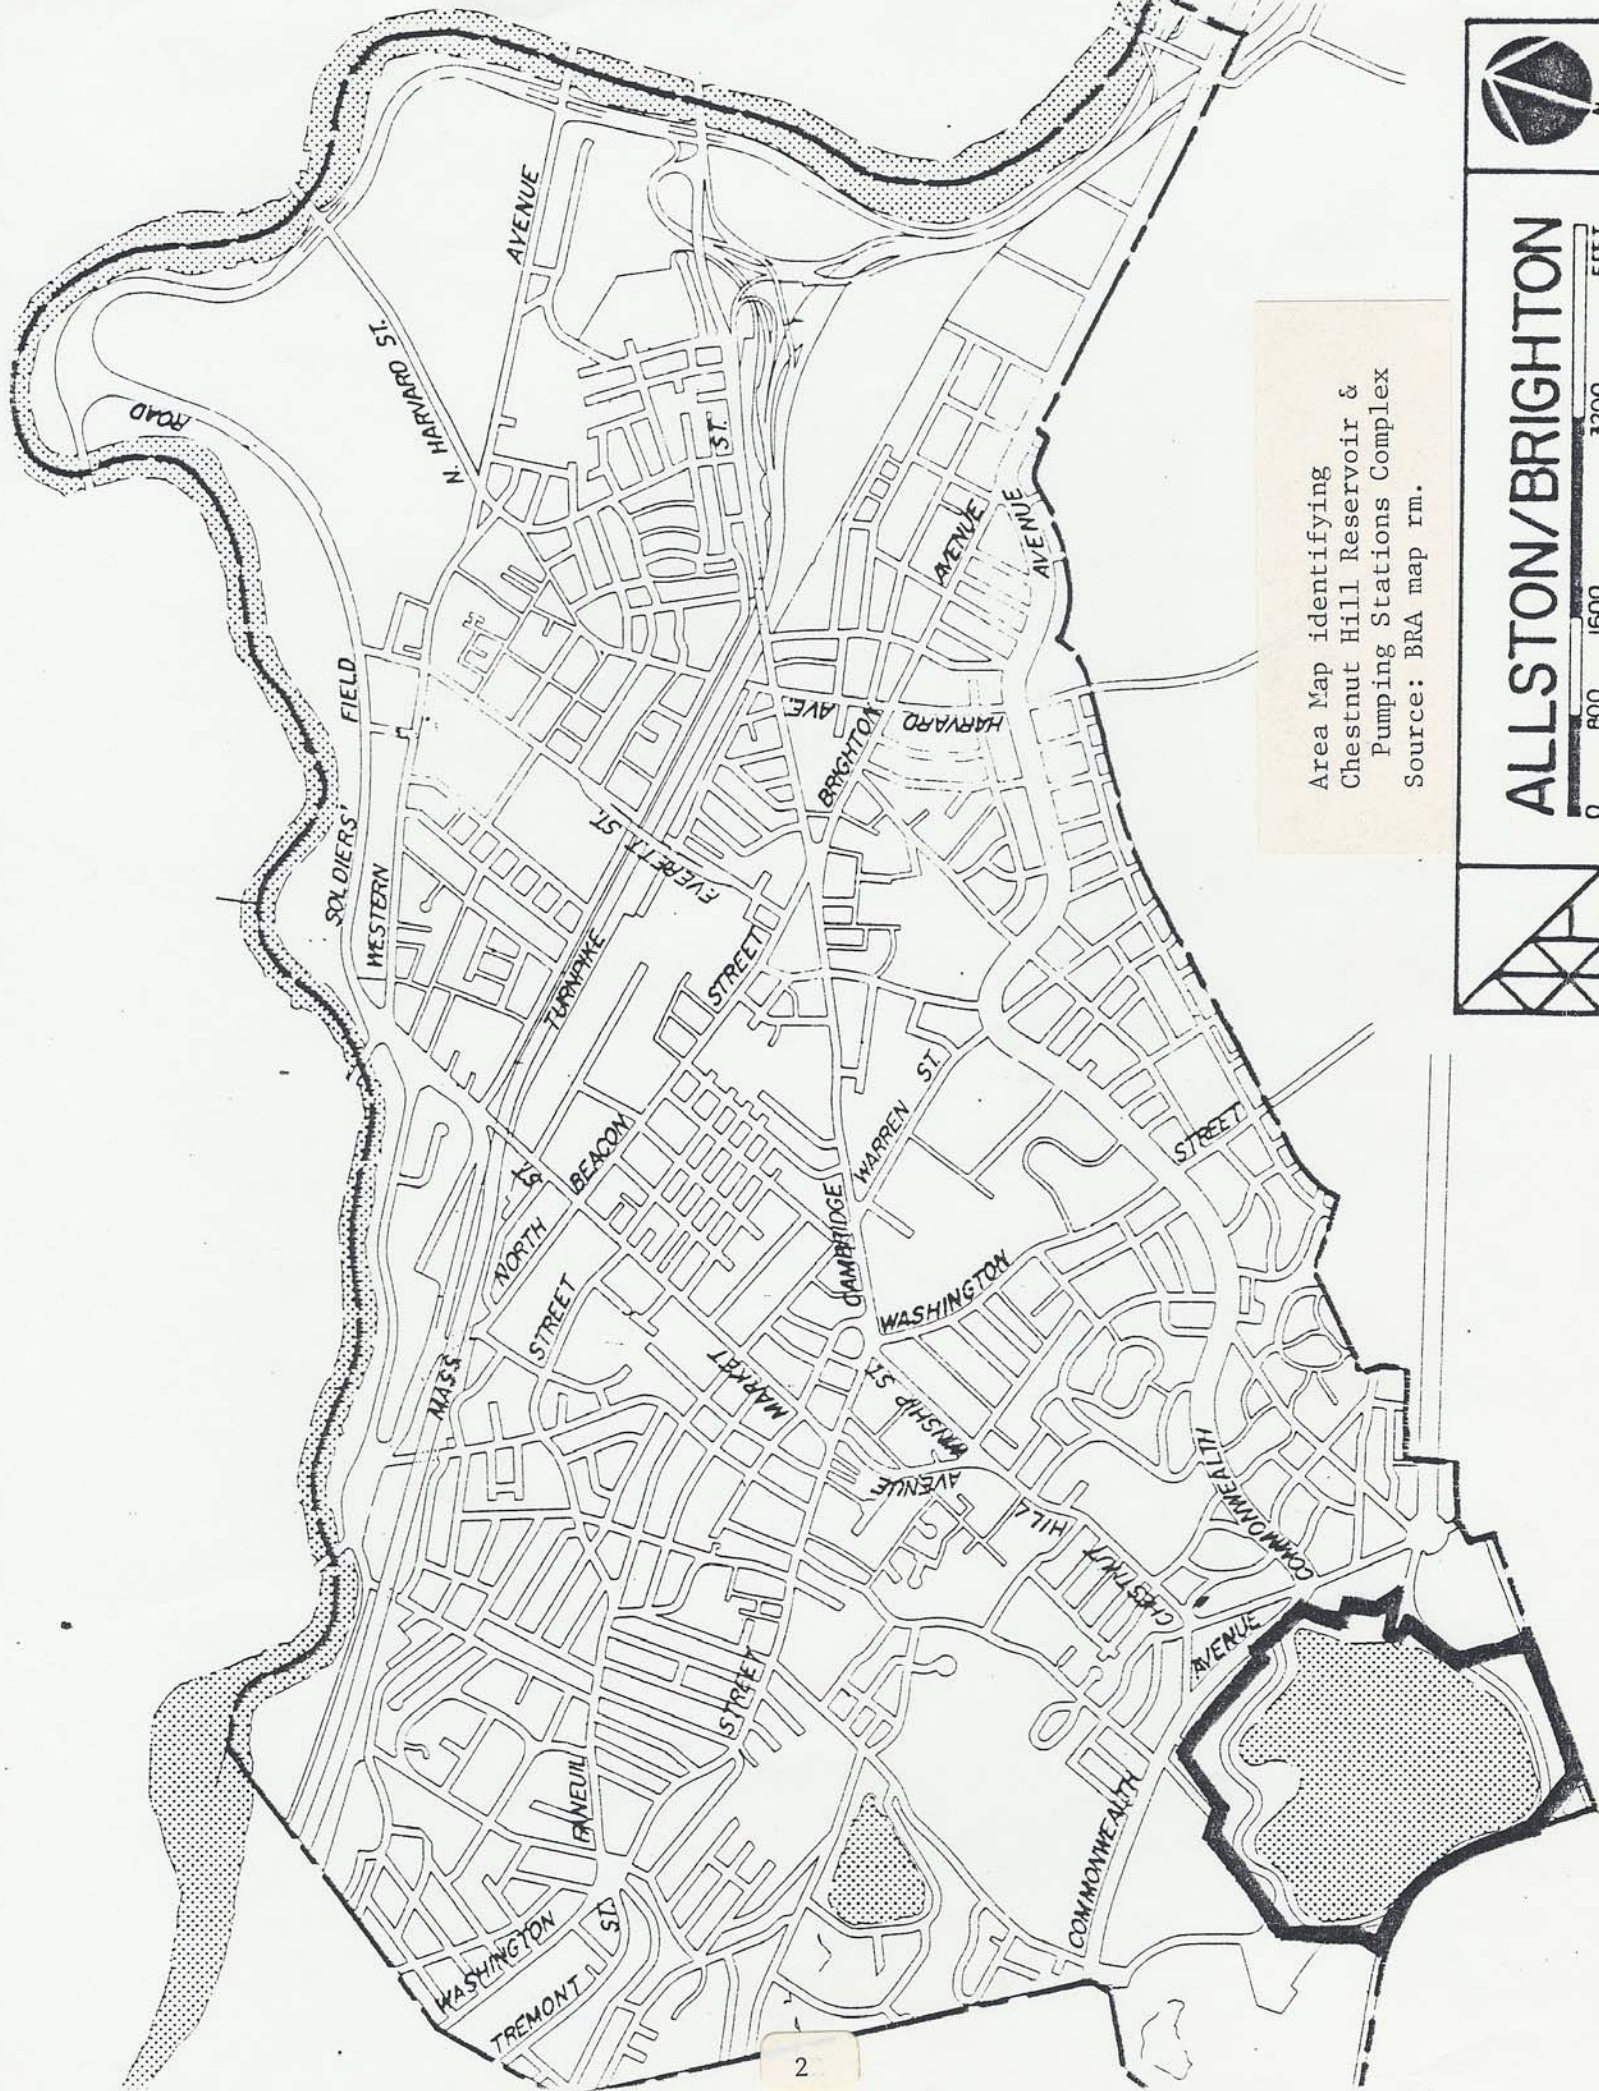 ALLSTON/BRIGHTON
0 800 1600 3200 FEET
N
Area Map identifying
Chestnut Hill Reservoir &
Pumping Stations Complex
Source: BRA map rm.
SOLDIERS' FIELD ROAD
WESTERN AVENUE
N. HARVARD ST.
MASS. TURNPIKE
EVERETT ST.
CAMBRIDGE ST.
BRIGHTON AVENUE
HARVARD AVE.
AVENUE
NORTH BEACON STREET
ST.
STREET
MARKET
WARREN ST.
WASHINGTON STREET
WINSHIP ST.
CHESTNUT HILL AVENUE
COMMONWEALTH
AVENUE
COMMONWEALTH
FANEUIL
STREET
WASHINGTON
TREMONT ST.
2